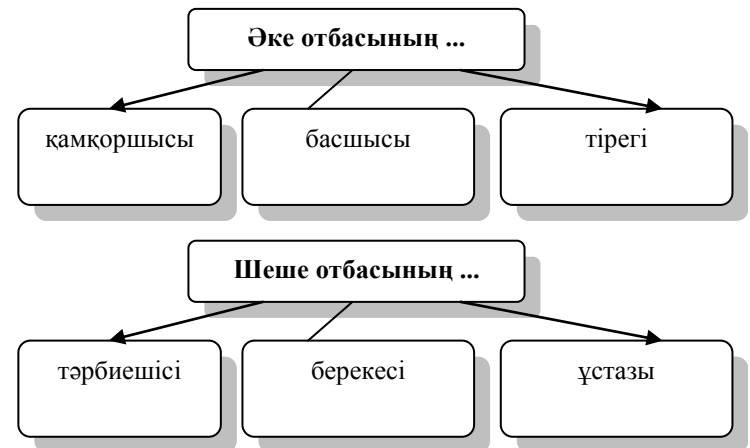 Әке отбасының ...
қамқоршысы
басшысы
тірегі
Шеше отбасының ...
тәрбиешісі
берекесі
ұстазы